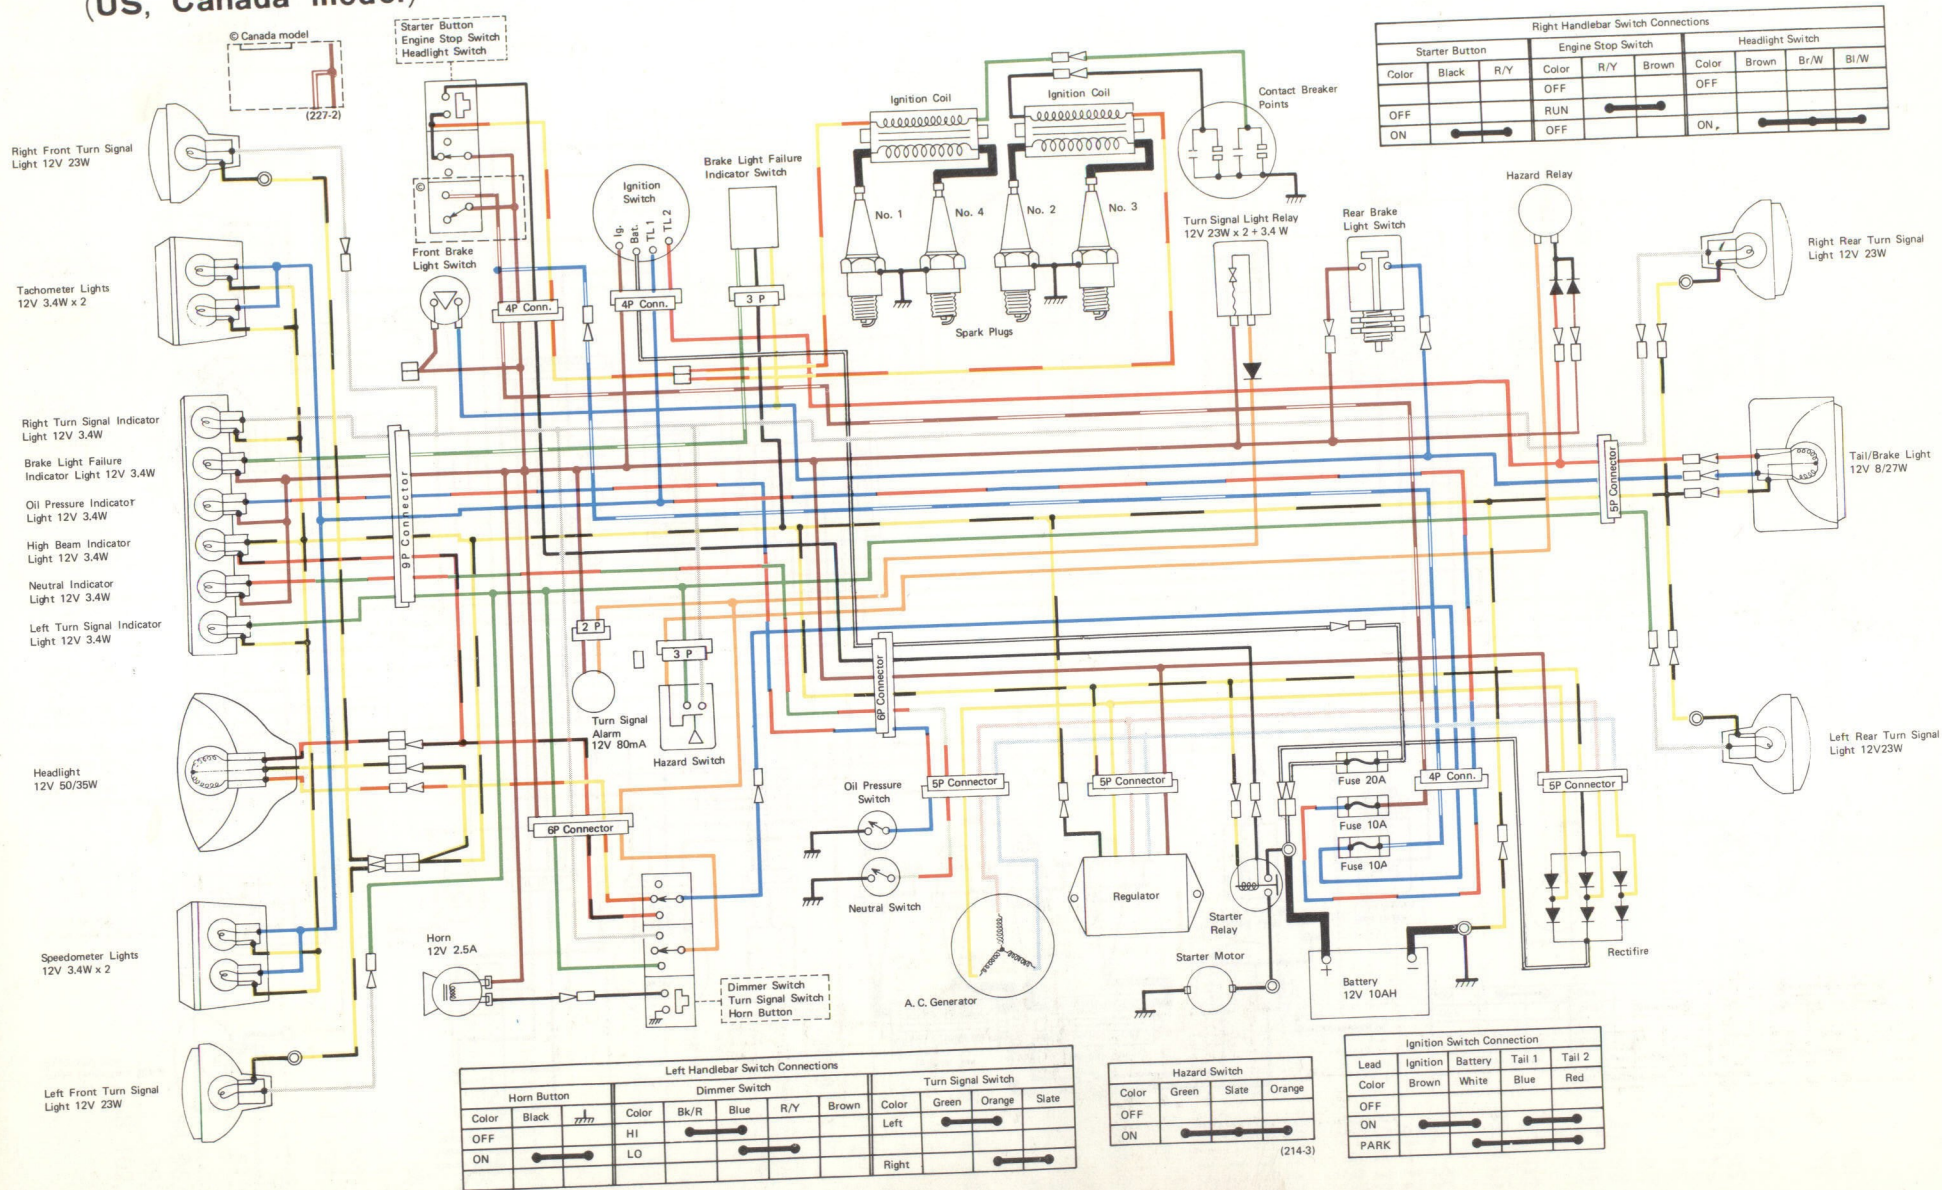 (US, Canada model)
© Canada model
(227-2)
Starter Button
Engine Stop Switch
Headlight Switch
Right Handlebar Switch Connections
Starter Button Engine Stop Switch Headlight Switch
Color Black R/Y Color R/Y Brown Color Brown Br/W Bl/W
OFF OFF
OFF RUN
ON OFF ON
Right Front Turn Signal
Light 12V 23W
Ignition
Switch
Ig.
Bat.
TL1
TL2
Brake Light Failure
Indicator Switch
Ignition Coil
Ignition Coil
Contact Breaker
Points
No. 1
No. 4
No. 2
No. 3
Spark Plugs
©
Turn Signal Light Relay
12V 23W x 2 + 3.4 W
Rear Brake
Light Switch
Hazard Relay
Right Rear Turn Signal
Light 12V 23W
Front Brake
Light Switch
4P Conn.
4P Conn.
3 P
Tachometer Lights
12V 3.4W x 2
Right Turn Signal Indicator
Light 12V 3.4W
Brake Light Failure
Indicator Light 12V 3.4W
Oil Pressure Indicator
Light 12V 3.4W
High Beam Indicator
Light 12V 3.4W
Neutral Indicator
Light 12V 3.4W
Left Turn Signal Indicator
Light 12V 3.4W
9P Connector
5P Connector
Tail/Brake Light
12V 8/27W
2 P
3 P
6P Connector
Turn Signal
Alarm
12V 80mA
Hazard Switch
Headlight
12V 50/35W
6P Connector
Oil Pressure
Switch
5P Connector
5P Connector
Fuse 20A
Fuse 10A
Fuse 10A
4P Conn.
5P Connector
Left Rear Turn Signal
Light 12V23W
Neutral Switch
Regulator
Starter
Relay
Rectifire
Speedometer Lights
12V 3.4W x 2
Horn
12V 2.5A
Dimmer Switch
Turn Signal Switch
Horn Button
A. C. Generator
Starter Motor
+
−
Battery
12V 10AH
Left Front Turn Signal
Light 12V 23W
Left Handlebar Switch Connections
Horn Button Dimmer Switch Turn Signal Switch
Color Black Color Bk/R Blue R/Y Brown Color Green Orange Slate
OFF HI Left
ON LO
Right
Hazard Switch
Color Green Slate Orange
OFF
ON
(214-3)
Ignition Switch Connection
Lead Ignition Battery Tail 1 Tail 2
Color Brown White Blue Red
OFF
ON
PARK